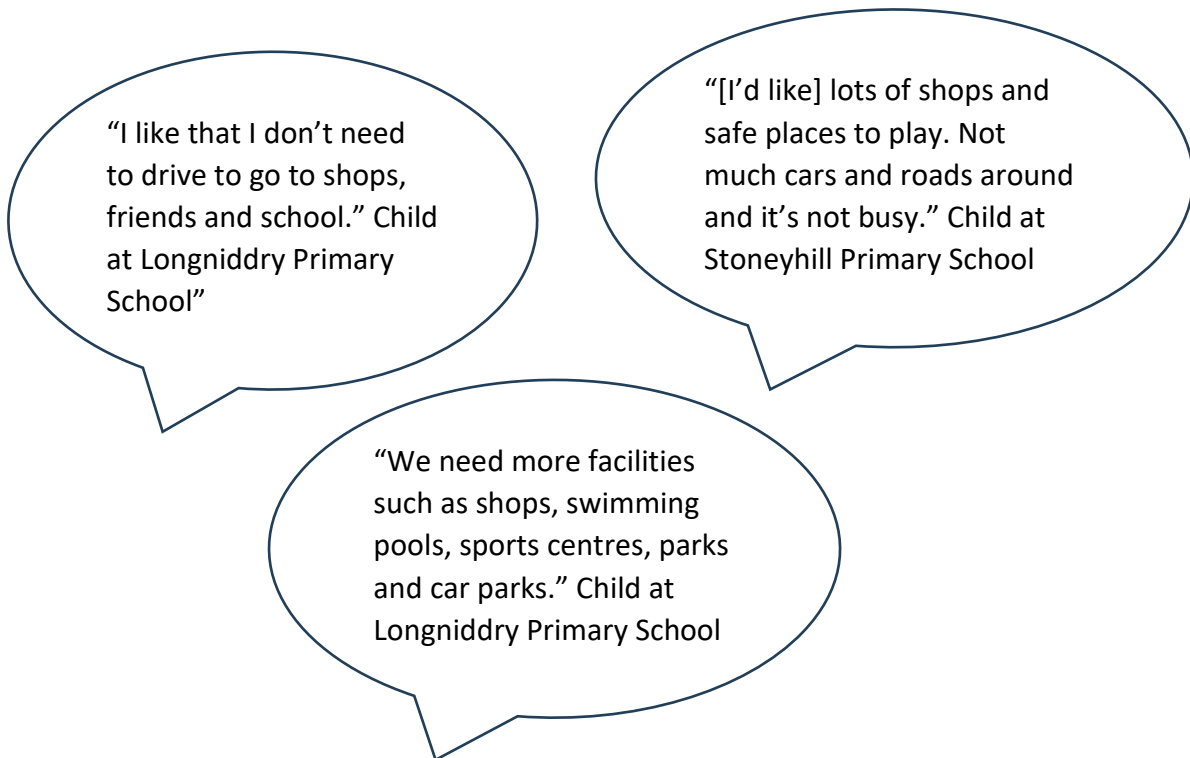 “I like that I don’t need
to drive to go to shops,
friends and school.” Child
at Longniddry Primary
School”
“[I’d like] lots of shops and
safe places to play. Not
much cars and roads around
and it’s not busy.” Child at
Stoneyhill Primary School
“We need more facilities
such as shops, swimming
pools, sports centres, parks
and car parks.” Child at
Longniddry Primary School